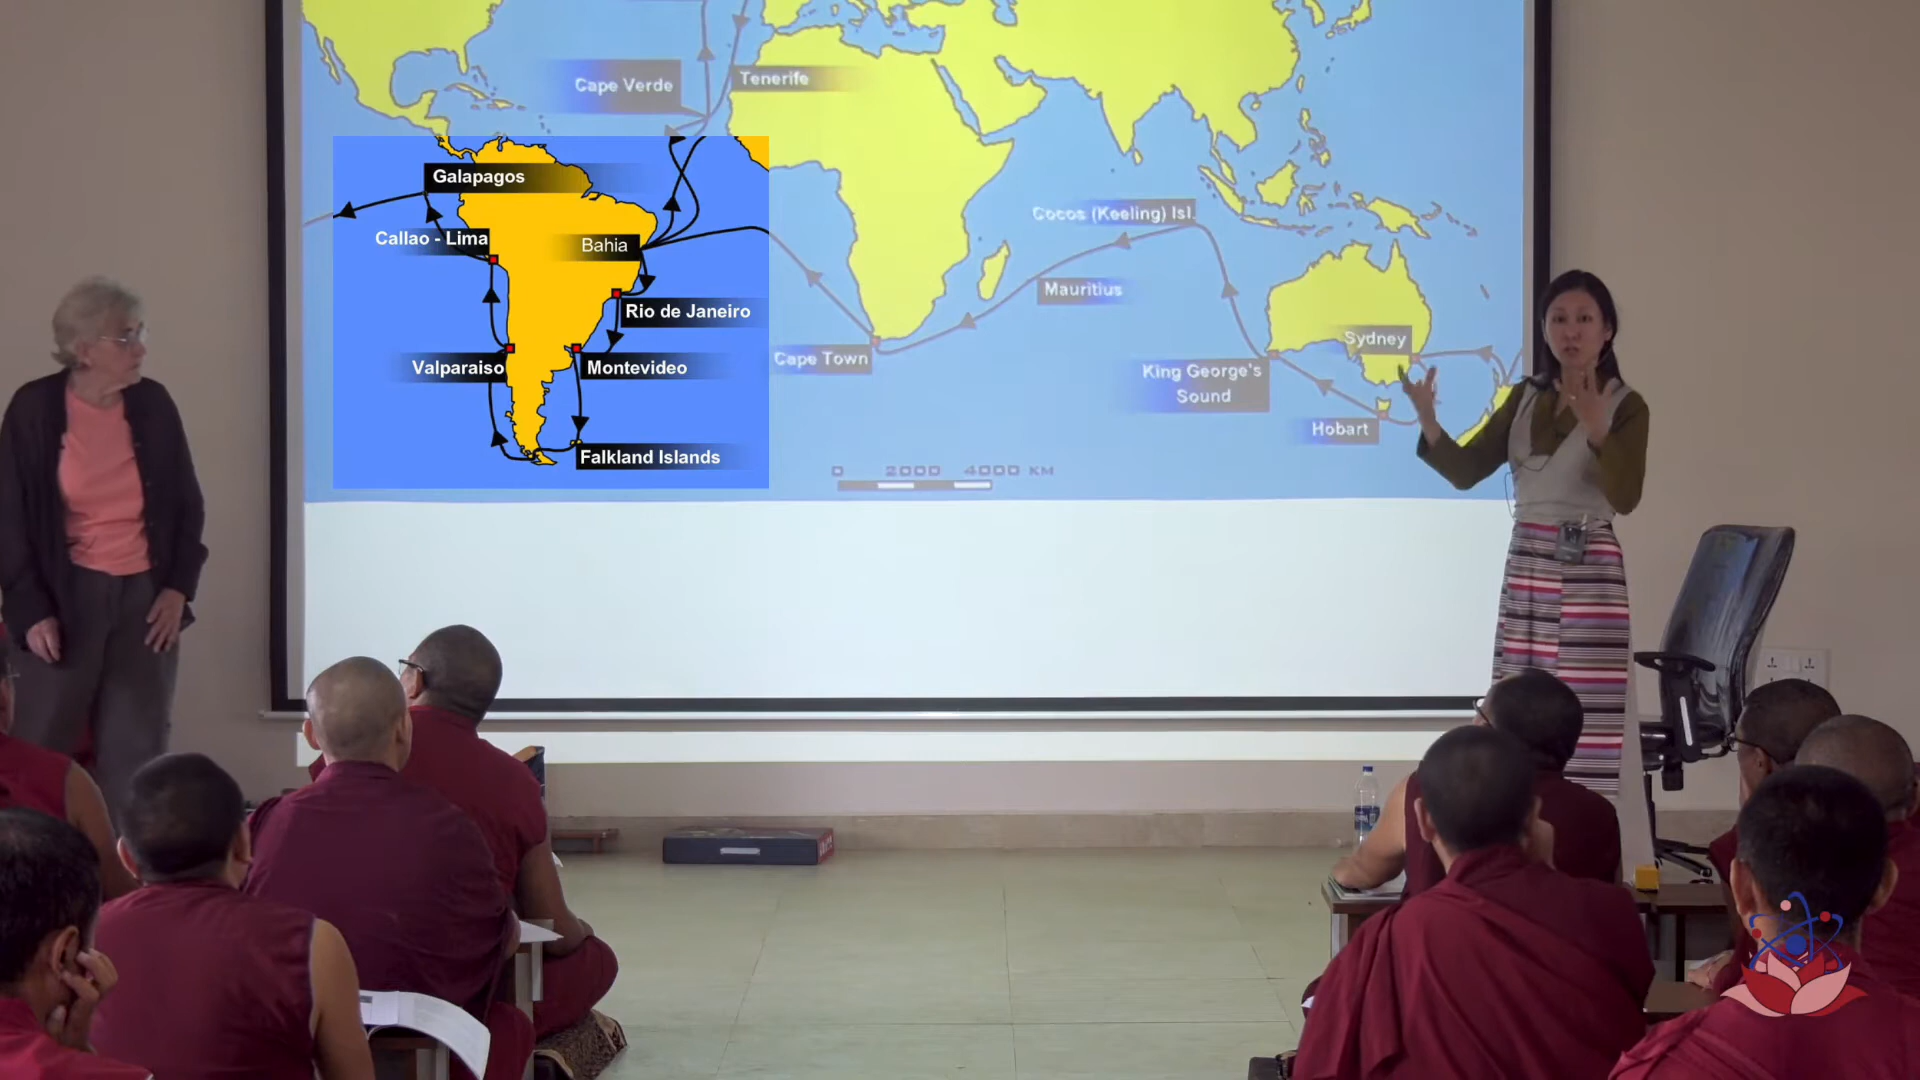 Cape Verde
Tenerife
Galapagos
Callao - Lima
Bahia
Rio de Janeiro
Valparaiso
Montevideo
Falkland Islands
Cocos (Keeling) Isl.
Mauritius
Cape Town
Sydney
King George's
Sound
Hobart
0 2000 4000 KM